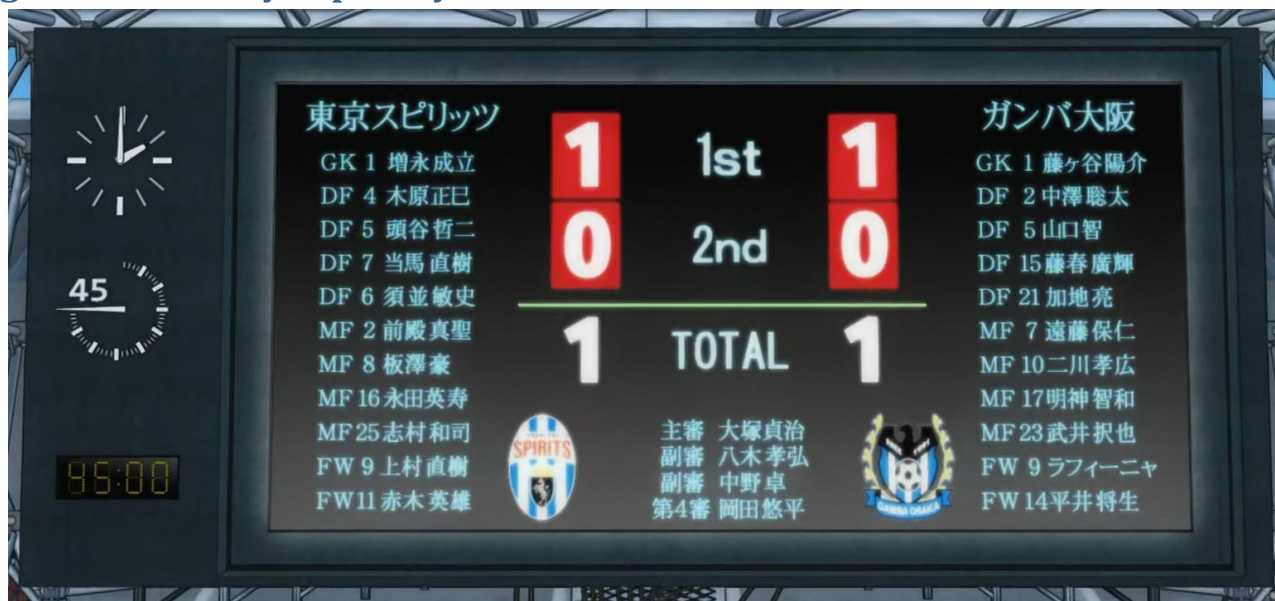 東京スピリッツ
GK 1 増永成立
DF 4 木原正巳
DF 5 頭谷哲二
DF 7 当馬直樹
DF 6 須並敏史
MF 2 前殿真聖
MF 8 板澤豪
MF 16 永田英寿
MF 25 志村和司
FW 9 上村直樹
FW 11 赤木英雄
1 1st 1
0 2nd 0
1 TOTAL 1
SPIRITS
主審 大塚貞治
副審 八木孝弘
副審 中野卓
第4審 岡田悠平
GAMBA OSAKA
ガンバ大阪
GK 1 藤ヶ谷陽介
DF 2 中澤聡太
DF 5 山口智
DF 15 藤春廣輝
DF 21 加地亮
MF 7 遠藤保仁
MF 10 二川孝広
MF 17 明神智和
MF 23 武井択也
FW 9 ラフィーニャ
FW 14 平井将生
45
45:00